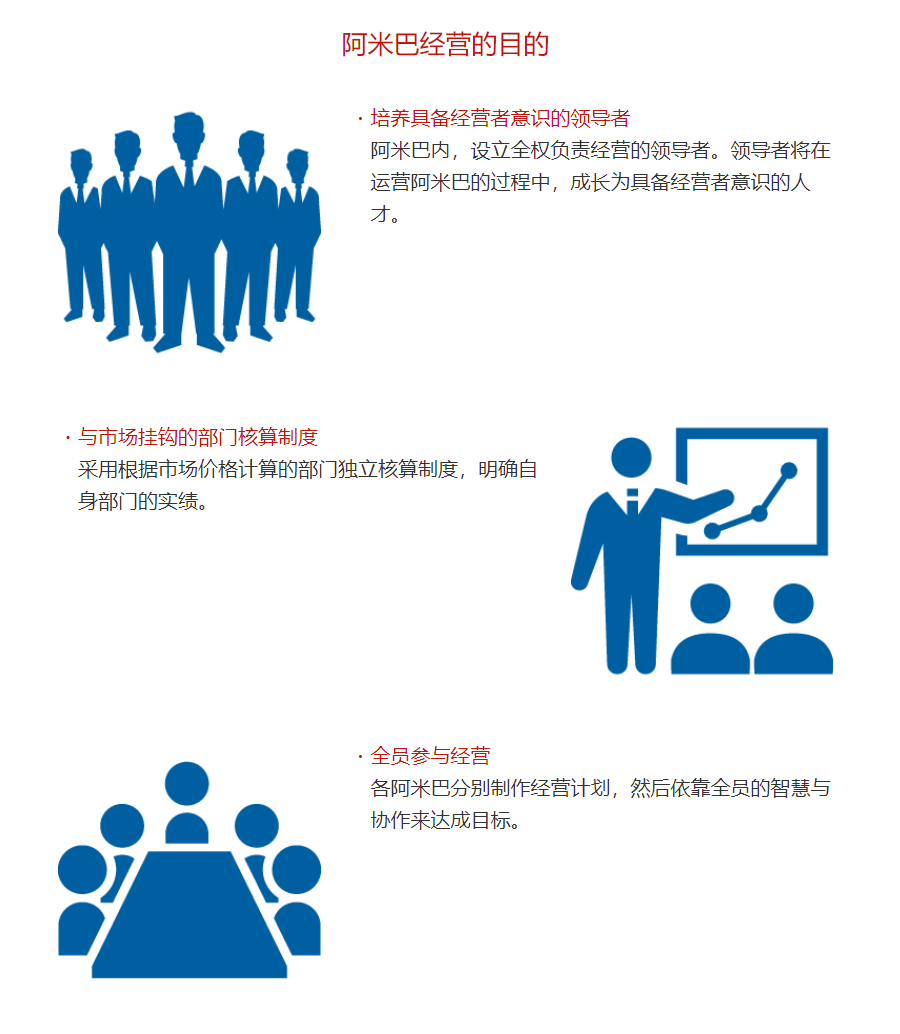 阿米巴经营的目的
· 培养具备经营者意识的领导者
阿米巴内，设立全权负责经营的领导者。领导者将在
运营阿米巴的过程中，成长为具备经营者意识的人
才。
· 与市场挂钩的部门核算制度
采用根据市场价格计算的部门独立核算制度，明确自
身部门的实绩。
· 全员参与经营
各阿米巴分别制作经营计划，然后依靠全员的智慧与
协作来达成目标。